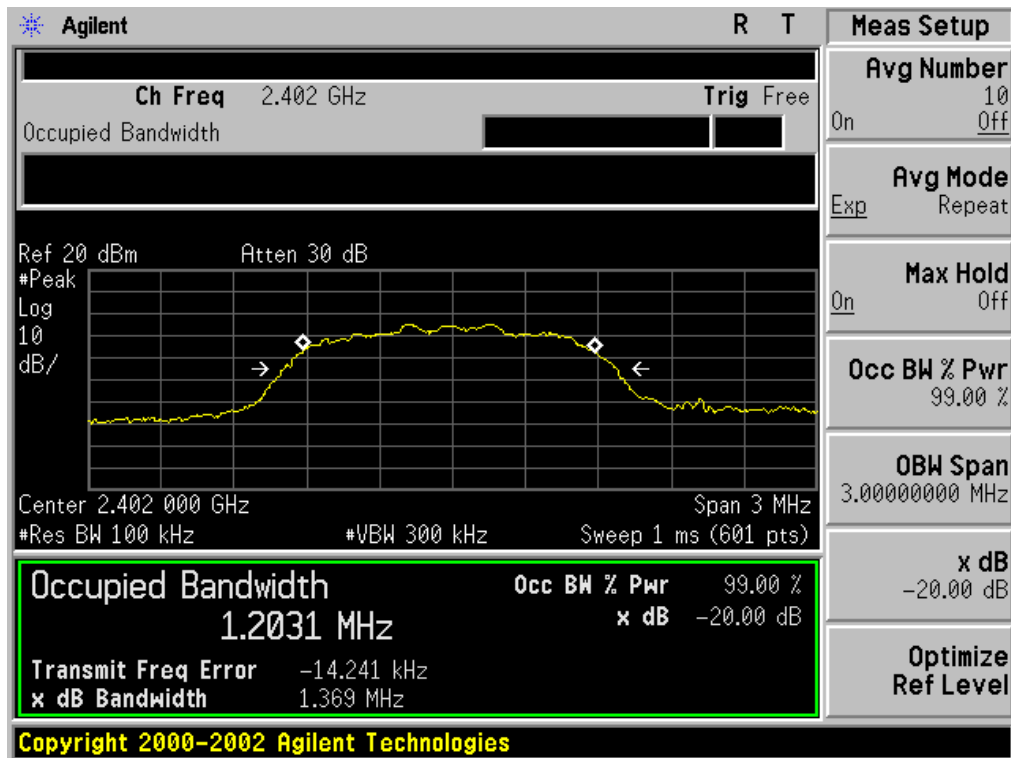 Agilent R T
Ch Freq 2.402 GHz Trig Free
Occupied Bandwidth
Ref 20 dBm Atten 30 dB
#Peak
Log
10
dB/
Center 2.402 000 GHz Span 3 MHz
#Res BW 100 kHz #VBW 300 kHz Sweep 1 ms (601 pts)
Occupied Bandwidth
1.2031 MHz
Occ BW % Pwr 99.00 %
x dB -20.00 dB
Transmit Freq Error -14.241 kHz
x dB Bandwidth 1.369 MHz
Copyright 2000-2002 Agilent Technologies
Meas Setup
Avg Number
10
On Off
Avg Mode
Exp Repeat
Max Hold
On Off
Occ BW % Pwr
99.00 %
OBW Span
3.00000000 MHz
x dB
-20.00 dB
Optimize
Ref Level